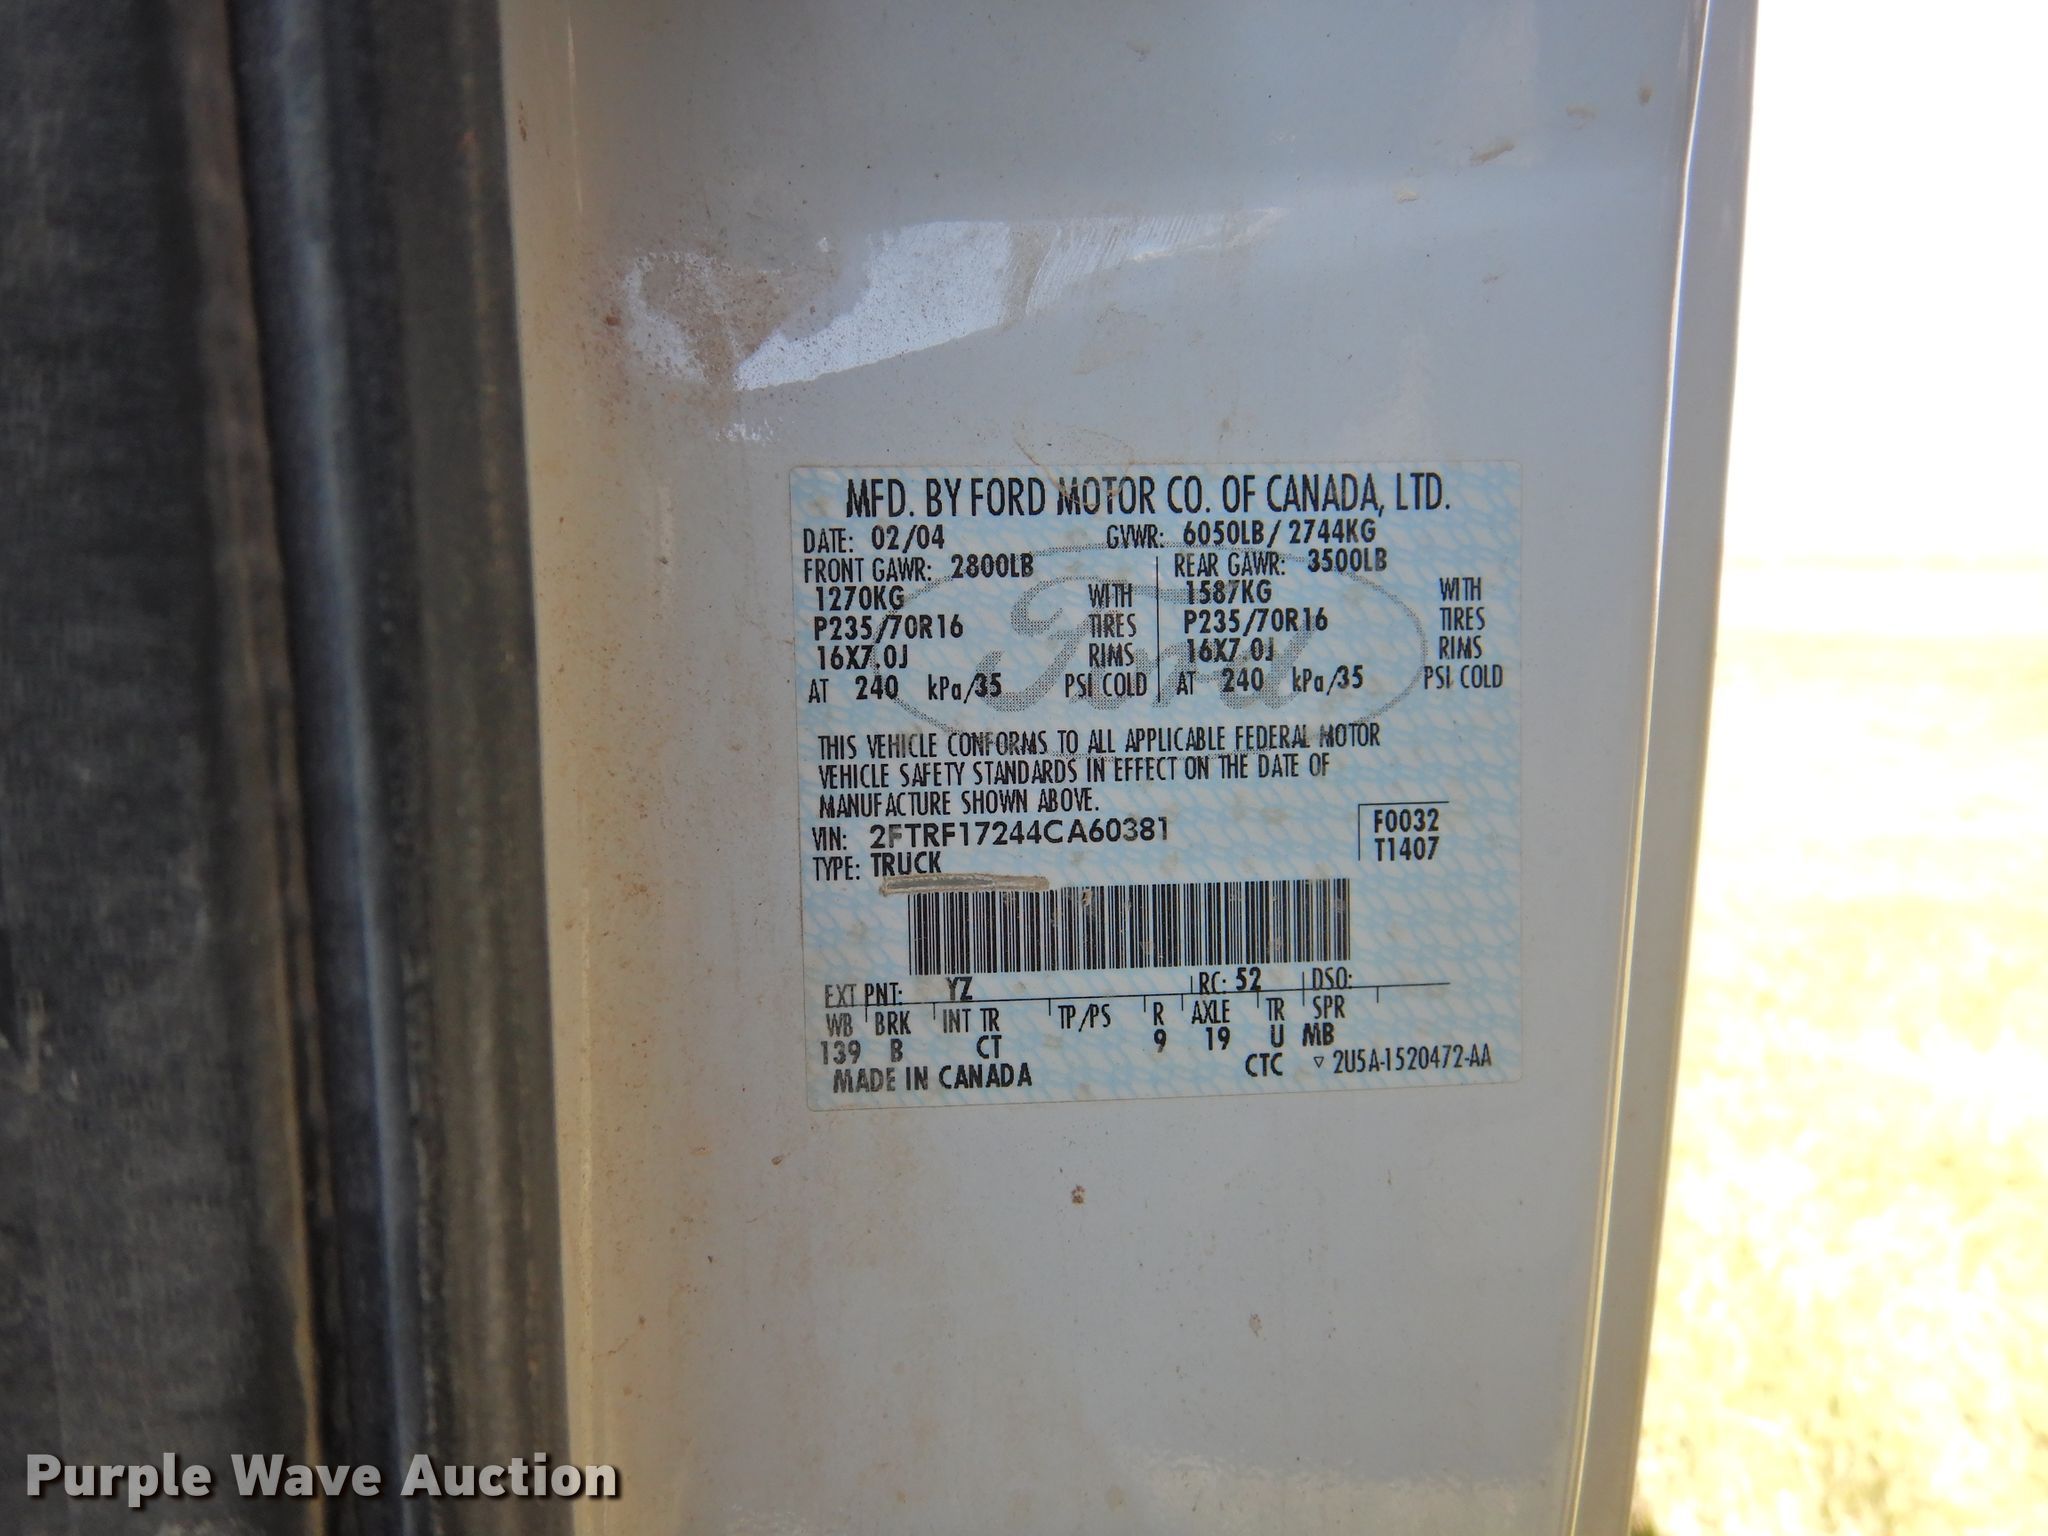 MFD. BY FORD MOTOR CO. OF CANADA, LTD.
DATE: 02/04 GVWR: 6050LB/ 2744KG
FRONT GAWR: 2800LB REAR GAWR: 3500LB
1270KG WITH 1587KG WITH
P235/70R16 TIRES P235/70R16 TIRES
16X7.0J RIMS 16X7.0J RIMS
AT 240 kPa/35 PSI COLD AT 240 kPa/35 PSI COLD
Ford
THIS VEHICLE CONFORMS TO ALL APPLICABLE FEDERAL MOTOR
VEHICLE SAFETY STANDARDS IN EFFECT ON THE DATE OF
MANUFACTURE SHOWN ABOVE.
VIN: 2FTRF17244CA60381 F0032
TYPE: TRUCK T1407
EXT PNT: YZ RC: 52 DSO:
WB BRK INT TR TP/PS R AXLE TR SPR
139 B CT 9 19 U MB
MADE IN CANADA CTC ▽ 2U5A-1520472-AA
Purple Wave Auction